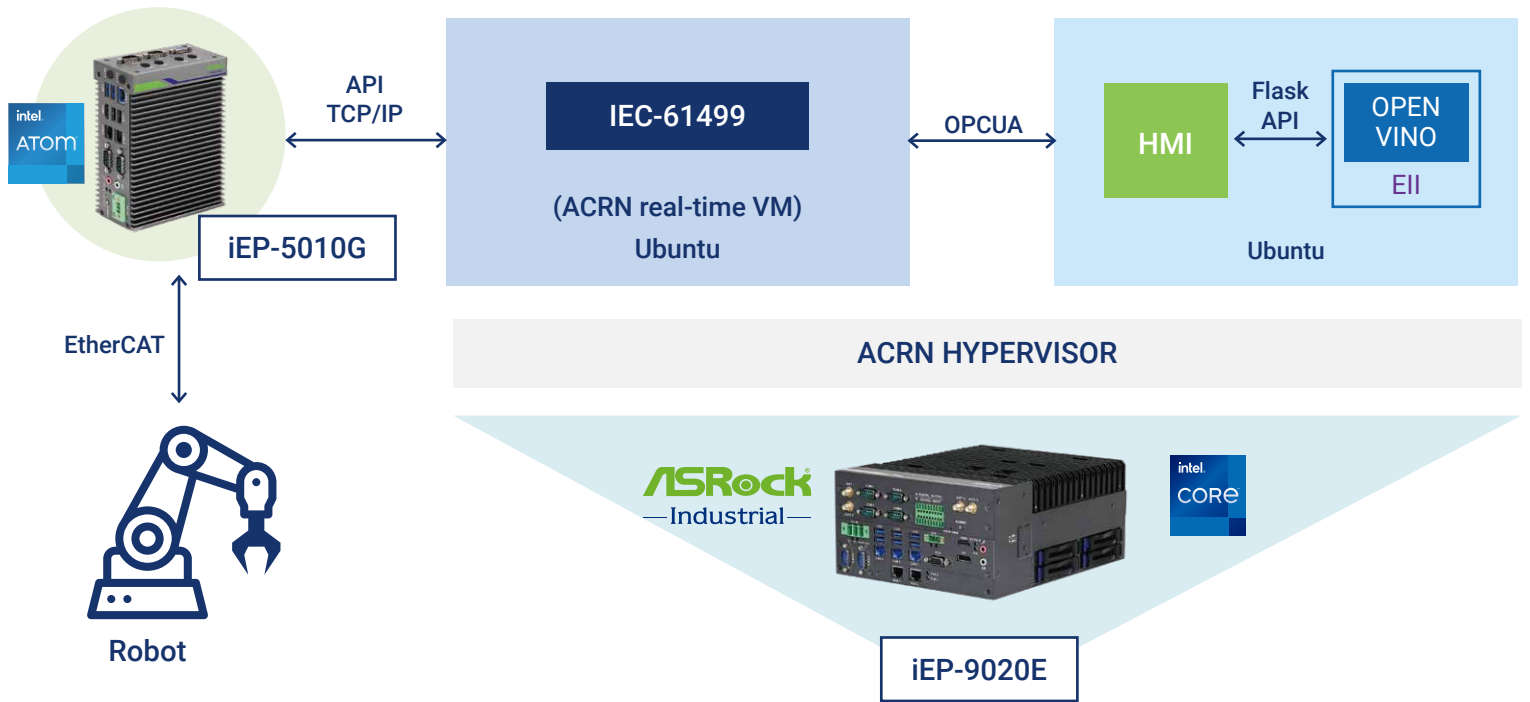 intel.
ATOM
iEP-5010G
API
TCP/IP
IEC-61499
(ACRN real-time VM)
Ubuntu
OPCUA
HMI
Flask
API
OPEN
VINO
EII
Ubuntu
EtherCAT
Robot
ACRN HYPERVISOR
ASRock
Industrial
intel.
CORE
iEP-9020E